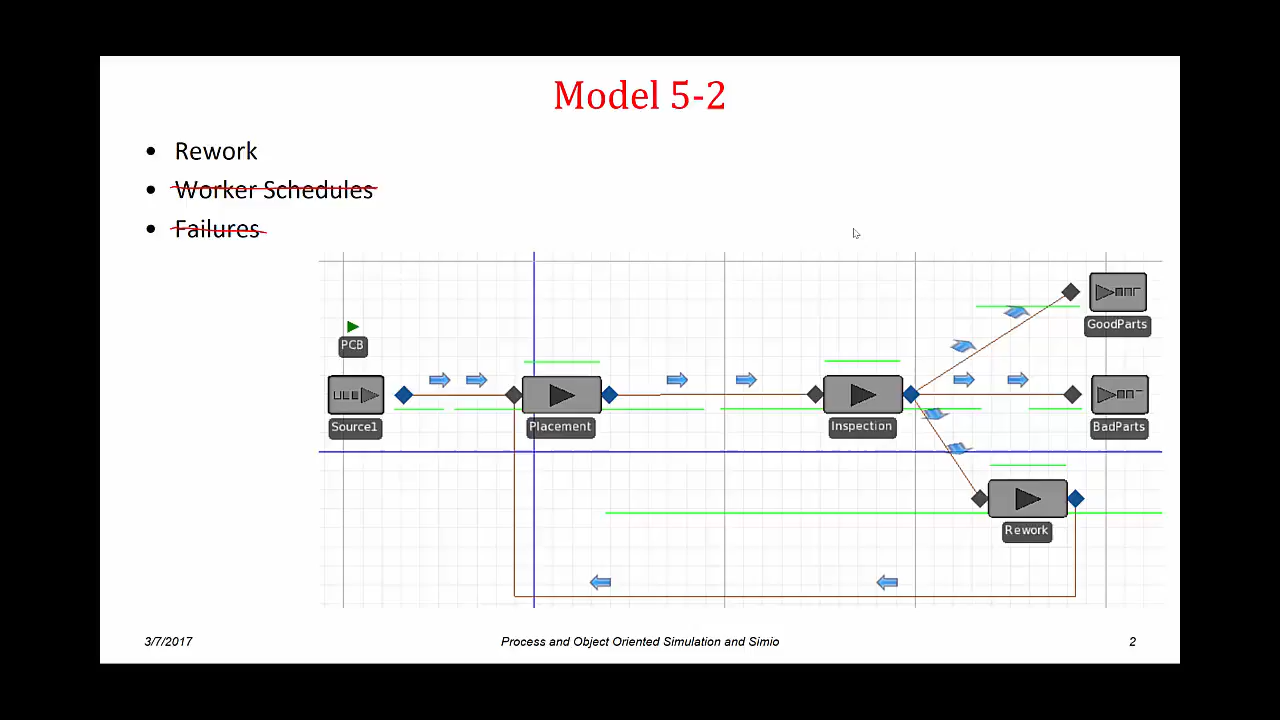 Model 5-2
• Rework
• Worker Schedules
• Failures
PCB
Source1
Placement
Inspection
GoodParts
BadParts
Rework
3/7/2017
Process and Object Oriented Simulation and Simio
2